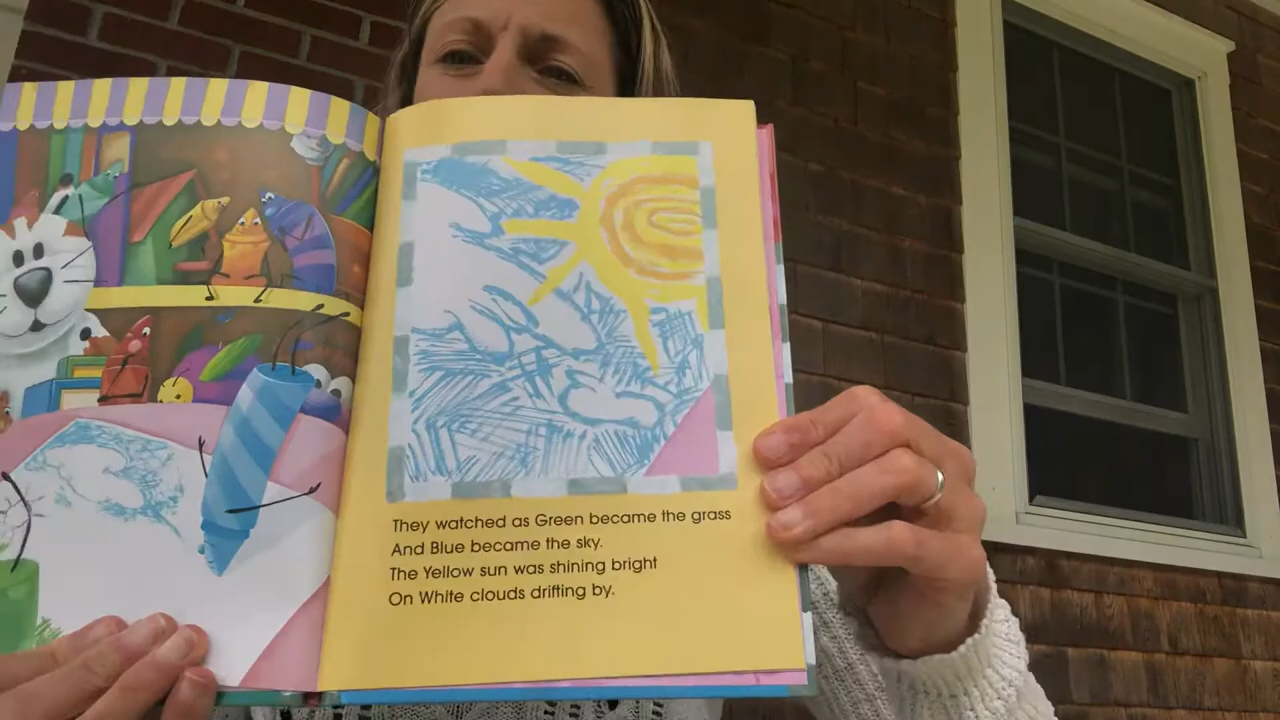 They watched as Green became the grass
And Blue became the sky.
The Yellow sun was shining bright
On White clouds drifting by.